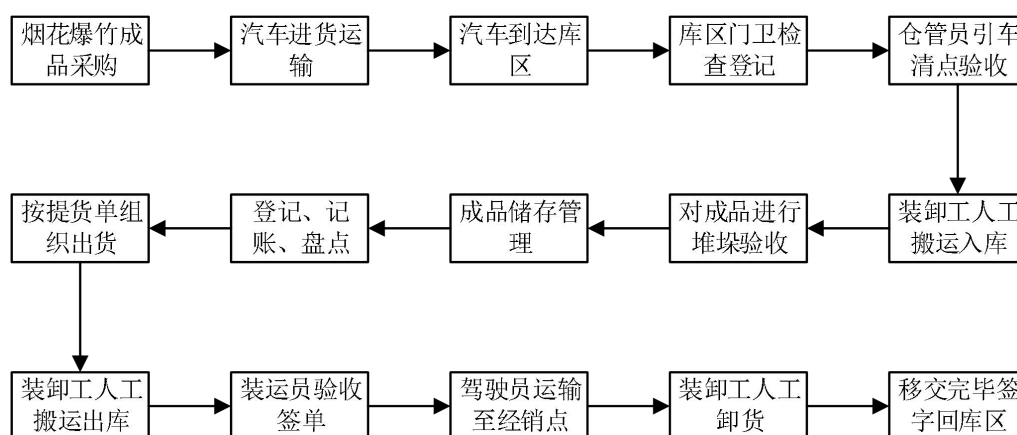 烟花爆竹成
品采购
汽车进货运
输
汽车到达库
区
库区门卫检
查登记
仓管员引车
清点验收
装卸工人工
搬运入库
对成品进行
堆垛验收
成品储存管
理
登记、记
账、盘点
按提货单组
织出货
装卸工人工
搬运出库
装运员验收
签单
驾驶员运输
至经销点
装卸工人工
卸货
移交完毕签
字回库区